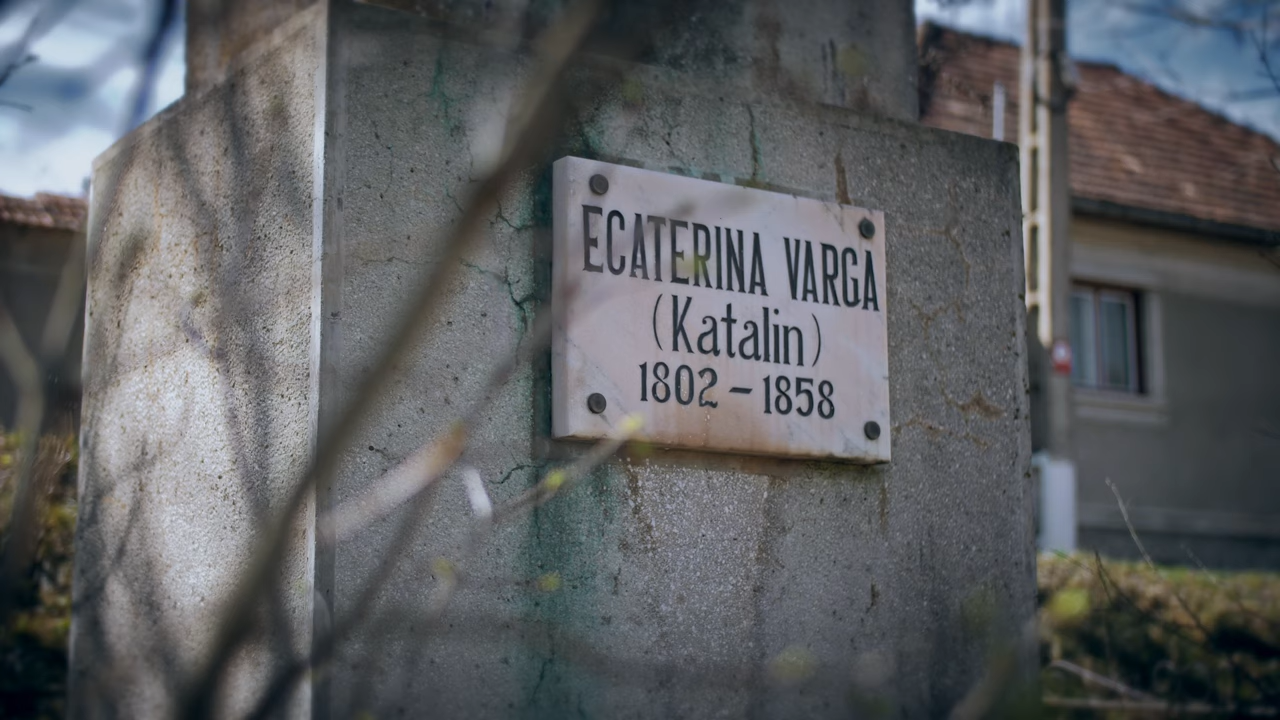 ECATERINA VARGA
(Katalin)
1802 – 1858